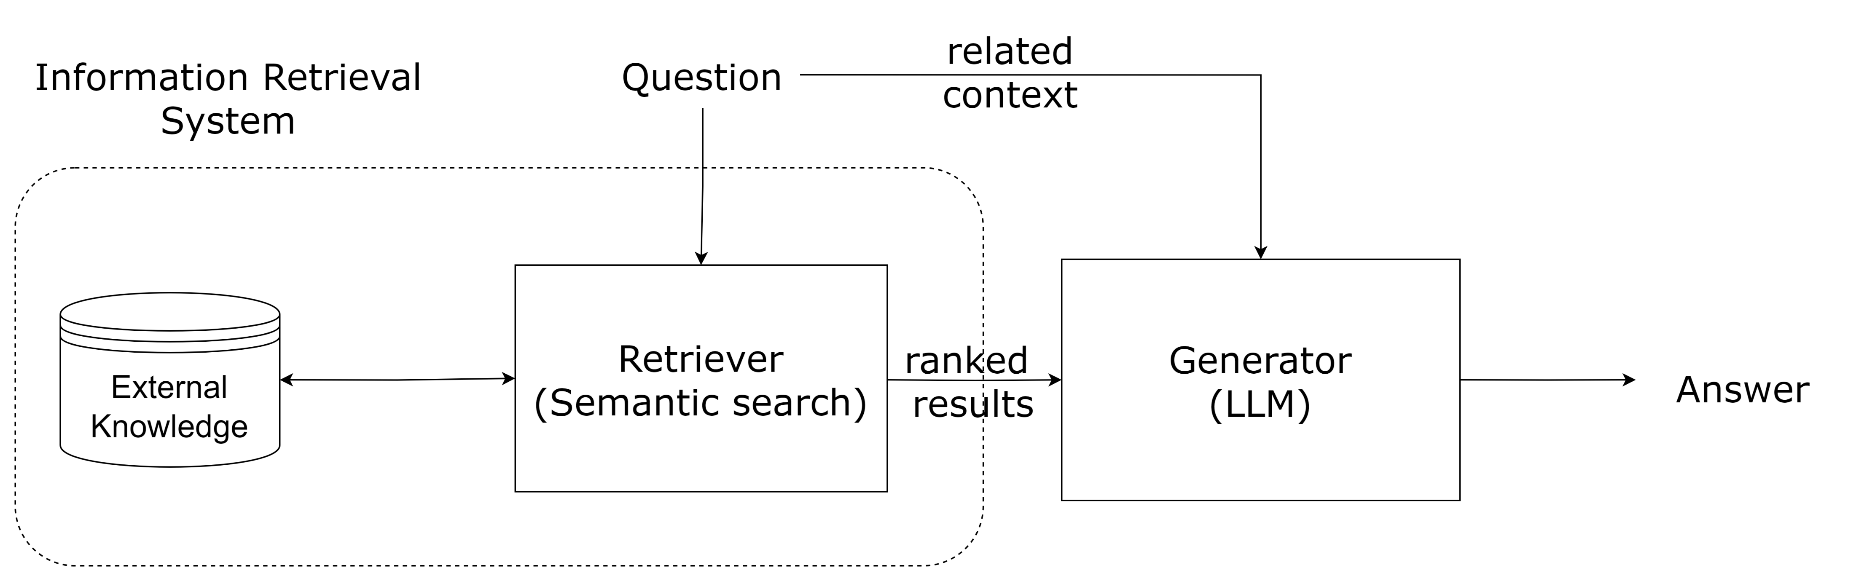 Information Retrieval
System
Question
related
context
External
Knowledge
Retriever
(Semantic search)
ranked
results
Generator
(LLM)
Answer